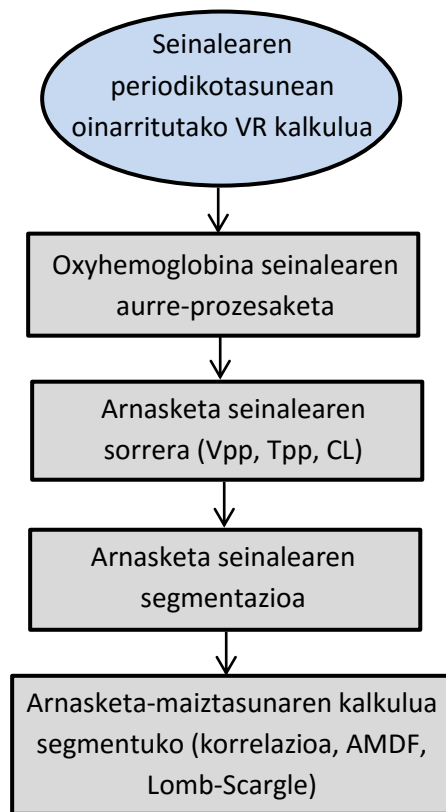 Seinalearen
periodikotasunean
oinarritutako VR kalkulua
Oxyhemoglobina seinalearen
aurre-prozesaketa
Arnasketa seinalearen
sorrera (Vpp, Tpp, CL)
Arnasketa seinalearen
segmentazioa
Arnasketa-maiztasunaren kalkulua
segmentuko (korrelazioa, AMDF,
Lomb-Scargle)